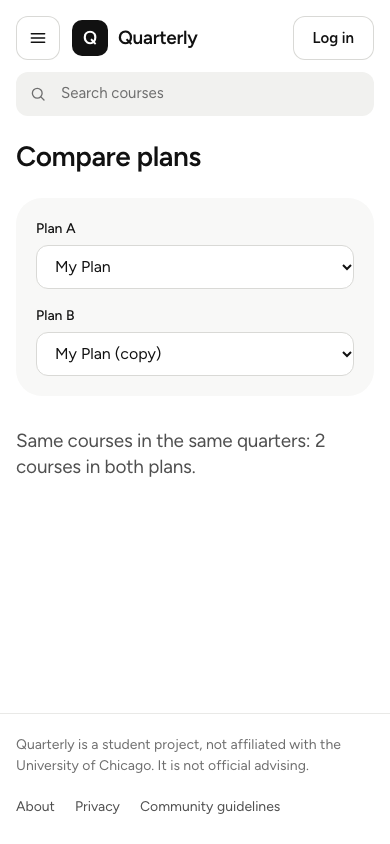 Q Quarterly
Log in
Search courses
Compare plans
Plan A
My Plan
Plan B
My Plan (copy)
Same courses in the same quarters: 2
courses in both plans.
Quarterly is a student project, not affiliated with the
University of Chicago. It is not official advising.
About Privacy Community guidelines